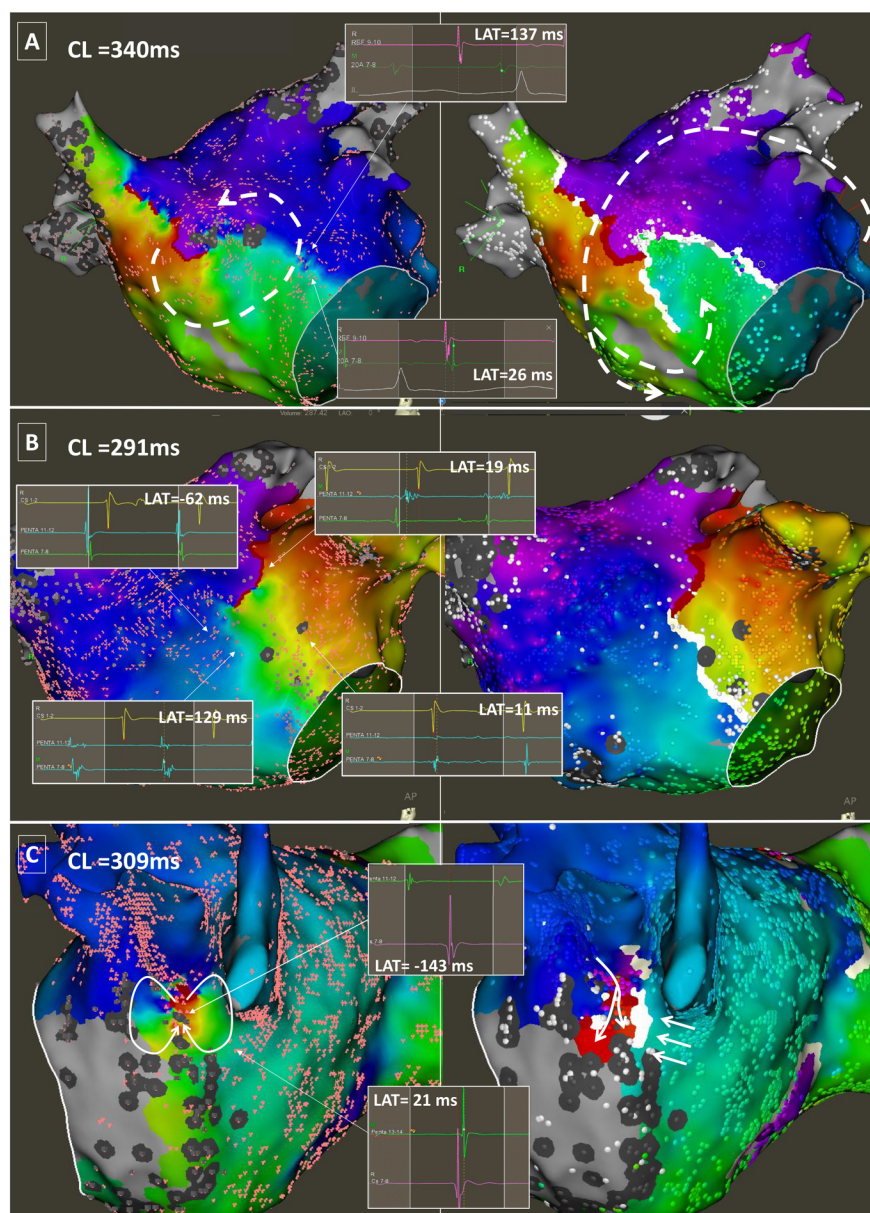 A
CL =340ms
R
REF 9-10
20A 7-8
LAT=137 ms
R
R
R
REF 9-10
20A 7-8
LAT=26 ms
B
CL =291ms
R
CS 1-2
PENTA 11-12
PENTA 7-8
LAT=-62 ms
R
PENTA 11-12
PENTA 7-8
LAT=19 ms
R
CS 1-2
PENTA 11-12
PENTA 7-8
LAT=129 ms
R
CS 1-2
PENTA 11-12
PENTA 7-8
LAT=11 ms
AP
AP
C
CL =309ms
LAT= -143 ms
LAT= 21 ms
Penta 13-14
R
Cs 7-8